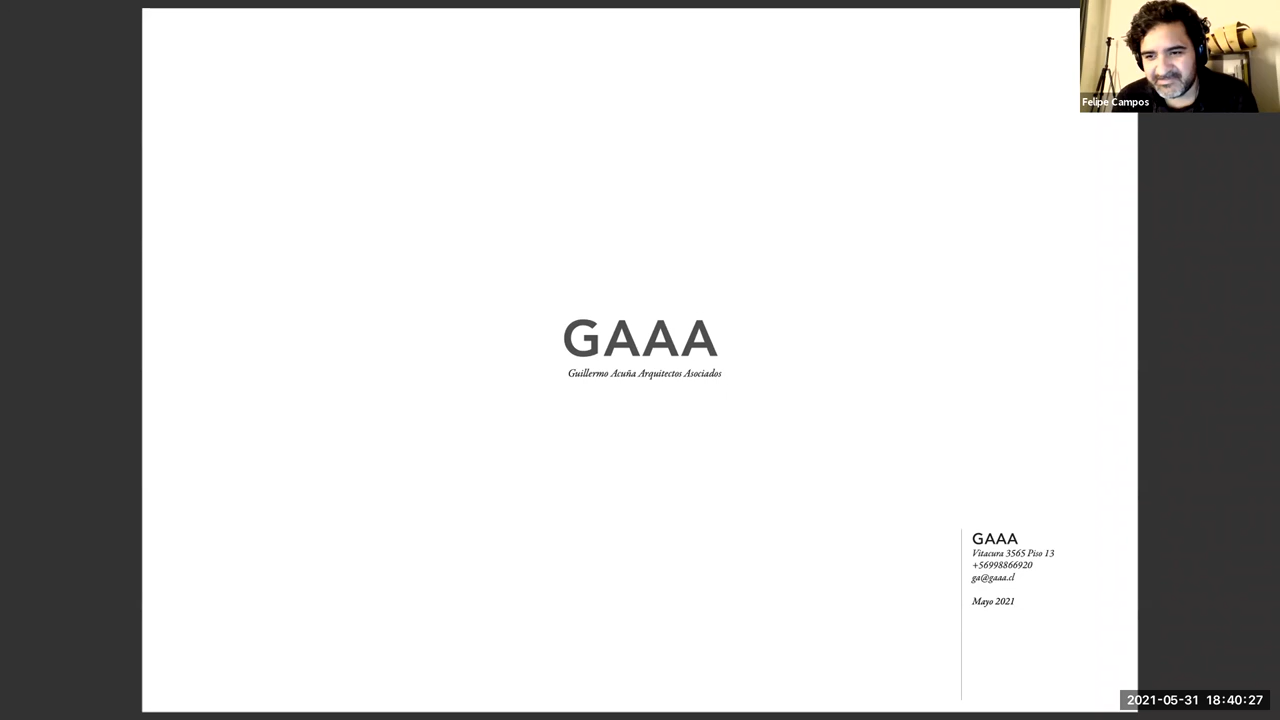 Felipe Campos
GAAA
Guillermo Acuña Arquitectos Asociados
GAAA
Vitacura 3565 Piso 13
+56998866920
ga@gaaa.cl
Mayo 2021
2021-05-31 18:40:27